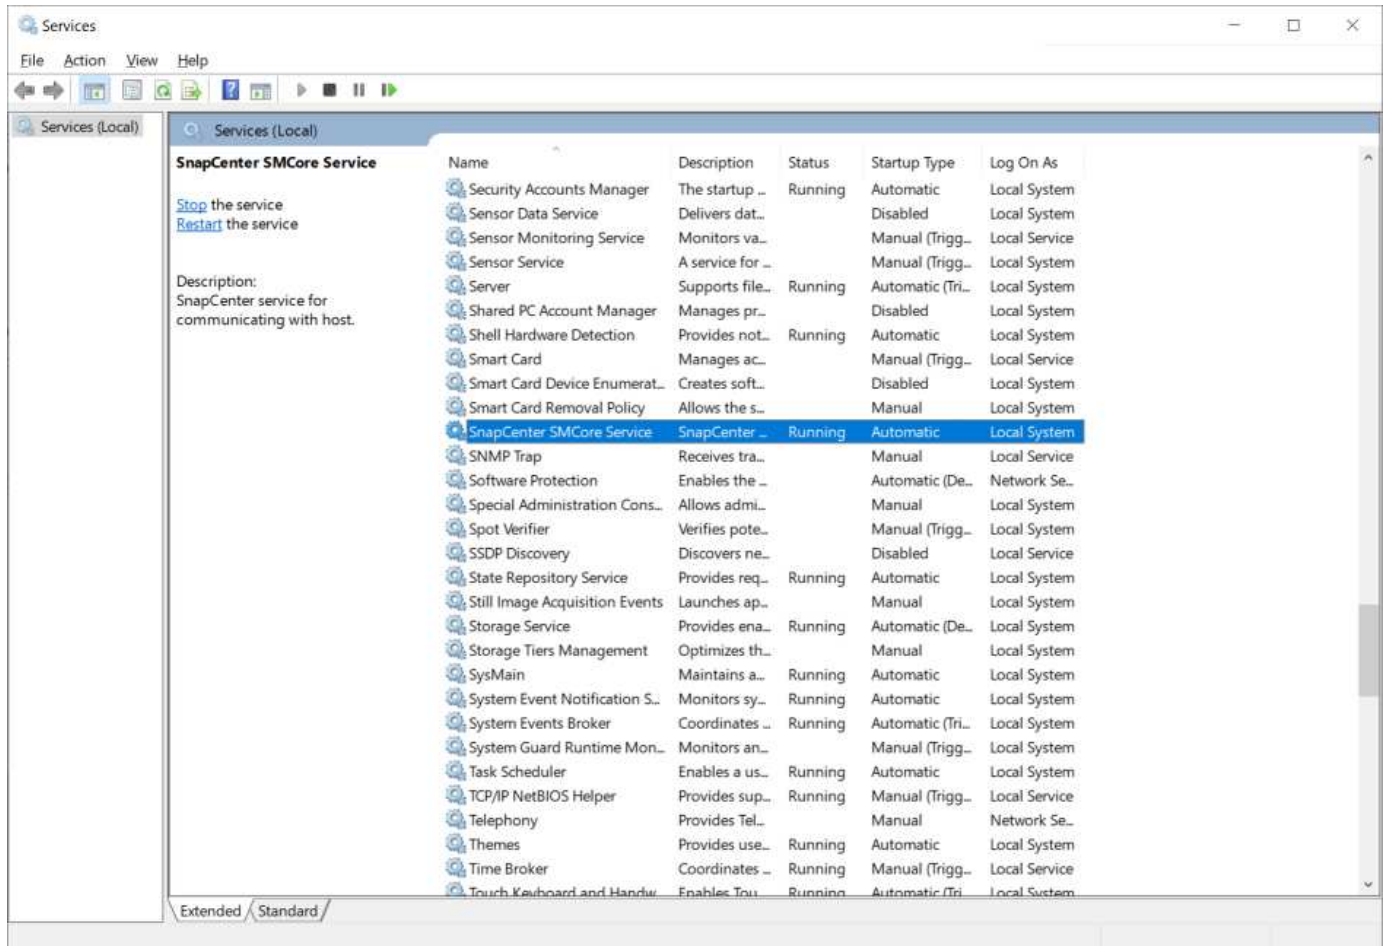 Services
File Action View Help
Services (Local)
Services (Local)
SnapCenter SMCore Service
Stop the service
Restart the service
Description:
SnapCenter service for
communicating with host.
Name Description Status Startup Type Log On As
Security Accounts Manager The startup ... Running Automatic Local System
Sensor Data Service Delivers dat... Disabled Local System
Sensor Monitoring Service Monitors va... Manual (Trigg... Local Service
Sensor Service A service for ... Manual (Trigg... Local System
Server Supports file... Running Automatic (Tri... Local System
Shared PC Account Manager Manages pr... Disabled Local System
Shell Hardware Detection Provides not... Running Automatic Local System
Smart Card Manages ac... Manual (Trigg... Local Service
Smart Card Device Enumerat... Creates soft... Disabled Local System
Smart Card Removal Policy Allows the s... Manual Local System
SnapCenter SMCore Service SnapCenter ... Running Automatic Local System
SNMP Trap Receives tra... Manual Local Service
Software Protection Enables the ... Automatic (De... Network Se...
Special Administration Cons... Allows admi... Manual Local System
Spot Verifier Verifies pote... Manual (Trigg... Local System
SSDP Discovery Discovers ne... Disabled Local Service
State Repository Service Provides req... Running Automatic Local System
Still Image Acquisition Events Launches ap... Manual Local System
Storage Service Provides ena... Running Automatic (De... Local System
Storage Tiers Management Optimizes th... Manual Local System
SysMain Maintains a... Running Automatic Local System
System Event Notification S... Monitors sy... Running Automatic Local System
System Events Broker Coordinates ... Running Automatic (Tri... Local System
System Guard Runtime Mon... Monitors an... Manual (Trigg... Local System
Task Scheduler Enables a us... Running Automatic Local System
TCP/IP NetBIOS Helper Provides sup... Running Manual (Trigg... Local Service
Telephony Provides Tel... Manual Network Se...
Themes Provides use... Running Automatic Local System
Time Broker Coordinates ... Running Manual (Trigg... Local Service
Touch Keyboard and Handw... Enables Tou... Running Automatic (Tri... Local System
Extended Standard